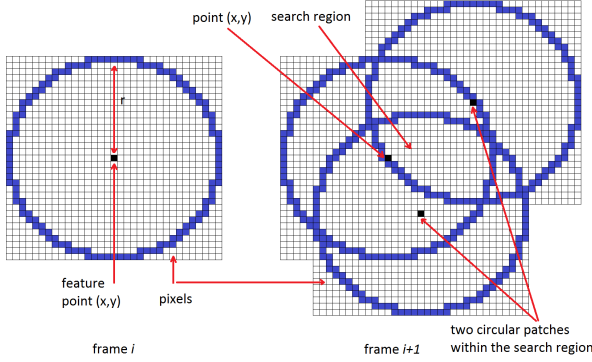 point (x,y)
search region
r
feature
point (x,y)
pixels
two circular patches
within the search region
frame i
frame i+1